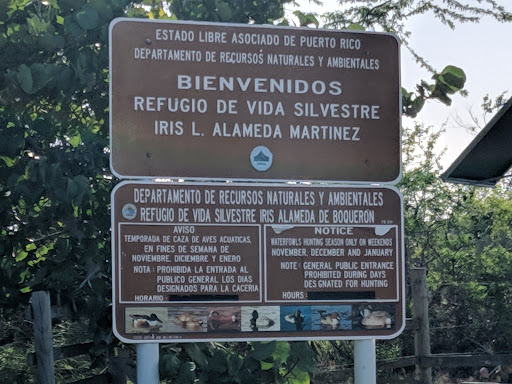 ESTADO LIBRE ASOCIADO DE PUERTO RICO
DEPARTAMENTO DE RECURSOS NATURALES Y AMBIENTALES
BIENVENIDOS
REFUGIO DE VIDA SILVESTRE
IRIS L. ALAMEDA MARTINEZ
DEPARTAMENTO DE RECURSOS NATURALES Y AMBIENTALES
REFUGIO DE VIDA SILVESTRE IRIS ALAMEDA DE BOQUERÓN
AVISO
TEMPORADA DE CAZA DE AVES ACUATICAS,
EN FINES DE SEMANA DE
NOVIEMBRE, DICIEMBRE Y ENERO
NOTA: PROHIBIDA LA ENTRADA AL
PUBLICO GENERAL LOS DIAS
DESIGNADOS PARA LA CACERIA
HORARIO:
NOTICE
WATERFOWLS HUNTING SEASON ONLY ON WEEKENDS
NOVEMBER, DECEMBER AND JANUARY
NOTE: GENERAL PUBLIC ENTRANCE
PROHIBITED DURING DAYS
DESIGNATED FOR HUNTING
HOURS: